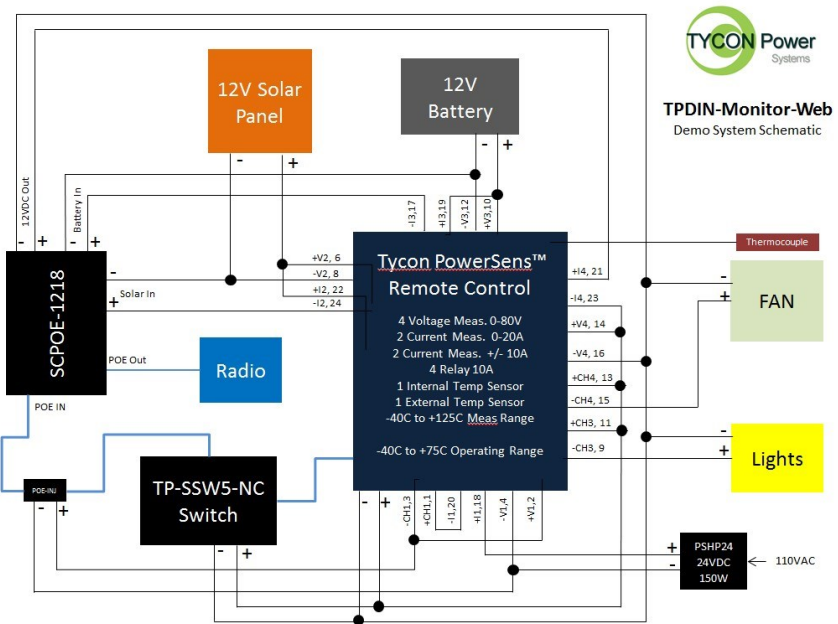 TYCON Power
Systems
TPDIN-Monitor-Web
Demo System Schematic
12V Solar
Panel
- +
12V
Battery
- +
12VDC Out
Battery In
- + - +
-I3,17
+I3,19
-V3,12
+V3,10
SCPOE-1218
-
Solar In
+
POE Out
POE IN
Radio
+V2, 6
-V2, 8
+I2, 22
-I2, 24
Tycon PowerSens™
Remote Control
4 Voltage Meas. 0-80V
2 Current Meas. 0-20A
2 Current Meas. +/- 10A
4 Relay 10A
1 Internal Temp Sensor
1 External Temp Sensor
-40C to +125C Meas Range
-40C to +75C Operating Range
+I4, 21
-I4, 23
+V4, 14
-V4, 16
+CH4, 13
-CH4, 15
+CH3, 11
-CH3, 9
Thermocouple
-
+
FAN
-
+
Lights
POE-INJ
- +
TP-SSW5-NC
Switch
- +
- +
-CH1,3
+CH1,1
-I1,20
+I1,18
-V1,4
+V1,2
+
-
PSHP24
24VDC
150W
110VAC